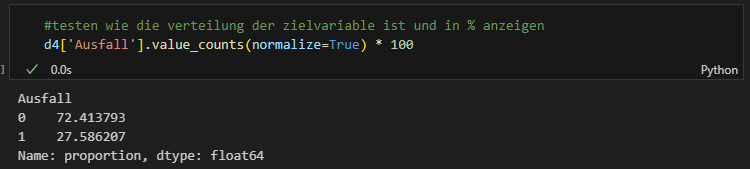 #testen wie die verteilung der zielvariable ist und in % anzeigen
d4['Ausfall'].value_counts(normalize=True) * 100
] ✓ 0.0s Python
Ausfall
0    72.413793
1    27.586207
Name: proportion, dtype: float64